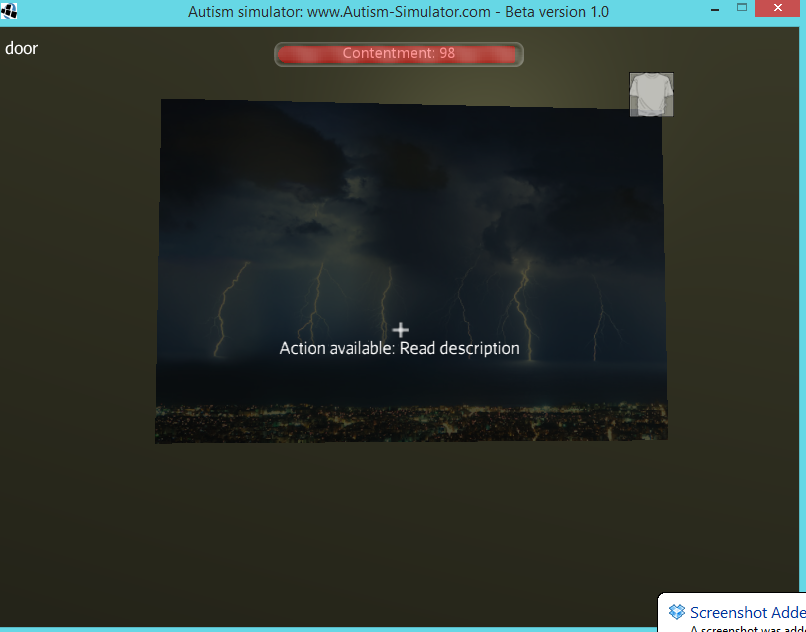 Autism simulator: www.Autism-Simulator.com - Beta version 1.0
door
Contentment: 98
Action available: Read description
Screenshot Adde
A screenshot was adde